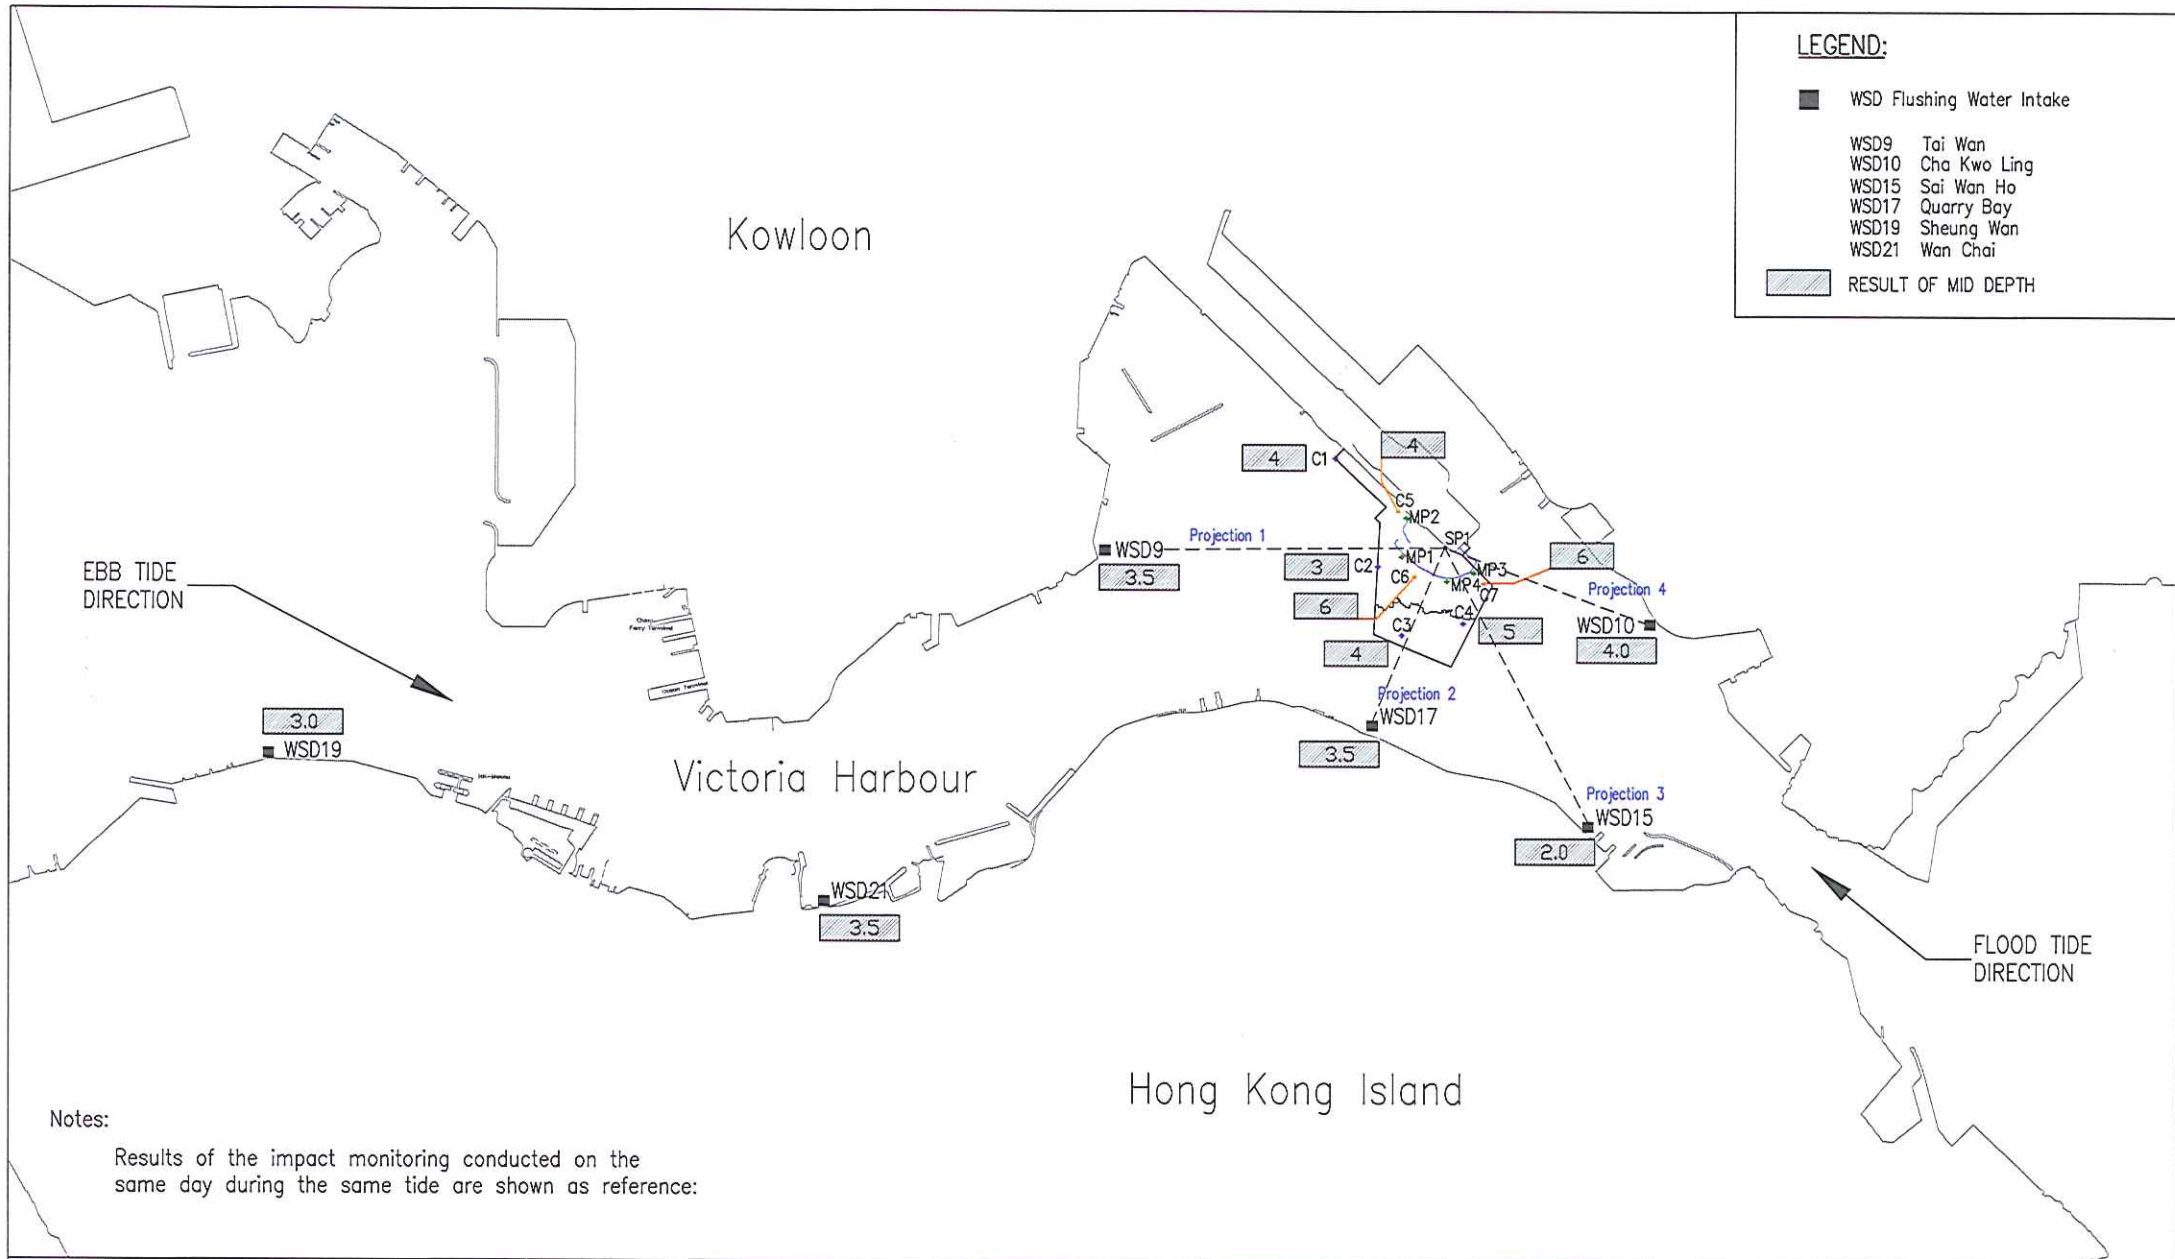 LEGEND:
WSD Flushing Water Intake
WSD9 Tai Wan
WSD10 Cha Kwo Ling
WSD15 Sai Wan Ho
WSD17 Quarry Bay
WSD19 Sheung Wan
WSD21 Wan Chai
RESULT OF MID DEPTH
Kowloon
4
4
C1
C5
MP2
SP1
Projection 1
WSD9
3.5
MP1
3
C2
C6
MP3
6
MP4
C7
Projection 4
6
C4
C3
5
WSD10
4.0
4
EBB TIDE
DIRECTION
Ferry Terminal
Ocean Terminal
Projection 2
WSD17
3.5
3.0
WSD19
Victoria Harbour
Projection 3
WSD15
2.0
WSD21
3.5
FLOOD TIDE
DIRECTION
Hong Kong Island
Notes:
Results of the impact monitoring conducted on the
same day during the same tide are shown as reference: